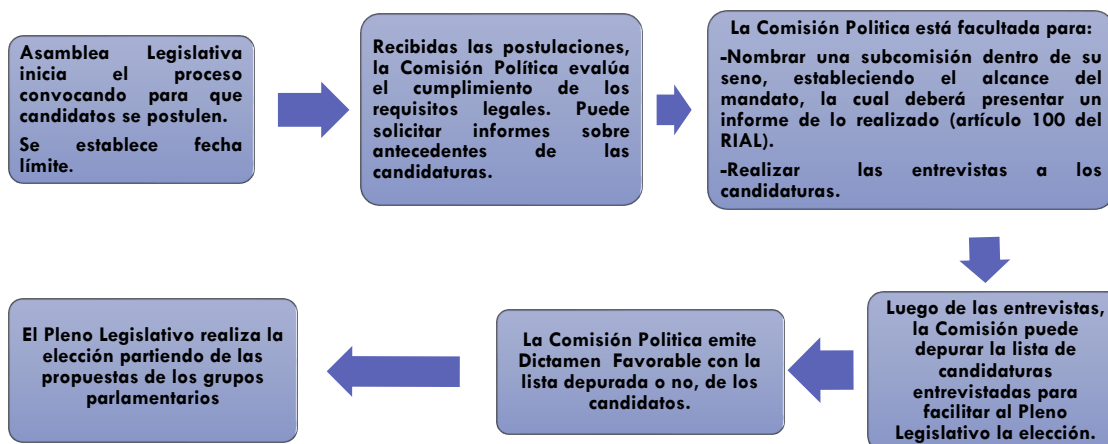 Asamblea Legislativa
inicia el proceso
convocando para que
candidatos se postulen.
Se establece fecha
límite.
Recibidas las postulaciones,
la Comisión Política evalúa
el cumplimiento de los
requisitos legales. Puede
solicitar informes sobre
antecedentes de las
candidaturas.
La Comisión Politica está facultada para:
-Nombrar una subcomisión dentro de su
seno, estableciendo el alcance del
mandato, la cual deberá presentar un
informe de lo realizado (artículo 100 del
RIAL).
-Realizar las entrevistas a los
candidaturas.
Luego de las entrevistas,
la Comisión puede
depurar la lista de
candidaturas
entrevistadas para
facilitar al Pleno
Legislativo la elección.
La Comisión Politica emite
Dictamen Favorable con la
lista depurada o no, de los
candidatos.
El Pleno Legislativo realiza la
elección partiendo de las
propuestas de los grupos
parlamentarios